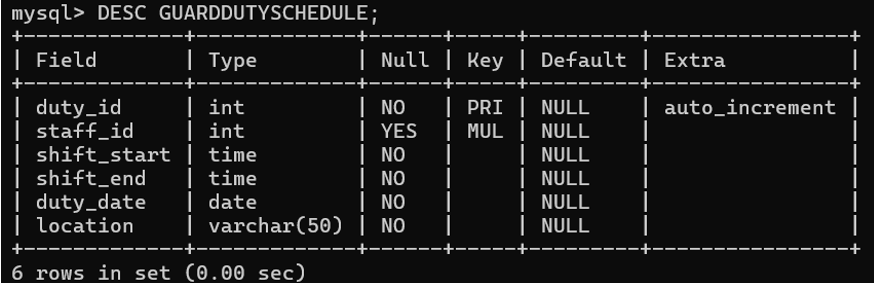 mysql> DESC GUARDDUTYSCHEDULE;
+-------------+-------------+------+-----+---------+----------------+
| Field       | Type        | Null | Key | Default | Extra          |
+-------------+-------------+------+-----+---------+----------------+
| duty_id     | int         | NO   | PRI | NULL    | auto_increment |
| staff_id    | int         | YES  | MUL | NULL    |                |
| shift_start | time        | NO   |     | NULL    |                |
| shift_end   | time        | NO   |     | NULL    |                |
| duty_date   | date        | NO   |     | NULL    |                |
| location    | varchar(50) | NO   |     | NULL    |                |
+-------------+-------------+------+-----+---------+----------------+
6 rows in set (0.00 sec)